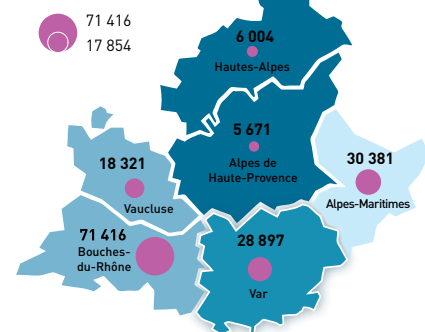 71 416
17 854
6 004
Hautes-Alpes
5 671
Alpes de
Haute-Provence
18 321
Vaucluse
30 381
Alpes-Maritimes
71 416
Bouches-
du-Rhône
28 897
Var